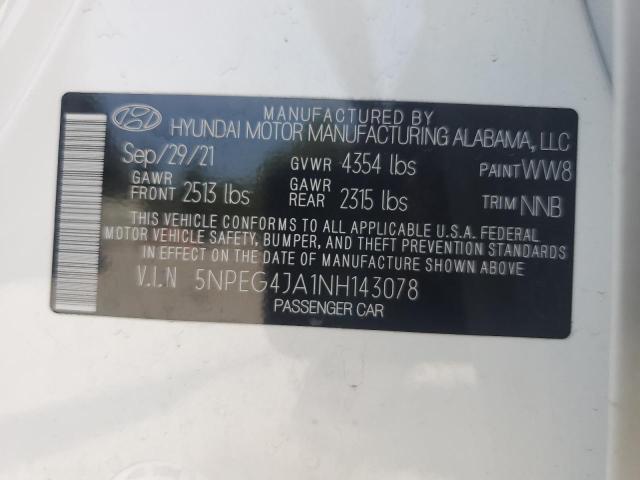 MANUFACTURED BY
HYUNDAI MOTOR MANUFACTURING ALABAMA, LLC
Sep/29/21 GVWR 4354 lbs PAINT WW8
GAWR FRONT 2513 lbs GAWR REAR 2315 lbs TRIM NNB
THIS VEHICLE CONFORMS TO ALL APPLICABLE U.S.A. FEDERAL
MOTOR VEHICLE SAFETY, BUMPER, AND THEFT PREVENTION STANDARDS
IN EFFECT ON THE DATE OF MANUFACTURE SHOWN ABOVE.
V.I.N 5NPEG4JA1NH143078
PASSENGER CAR